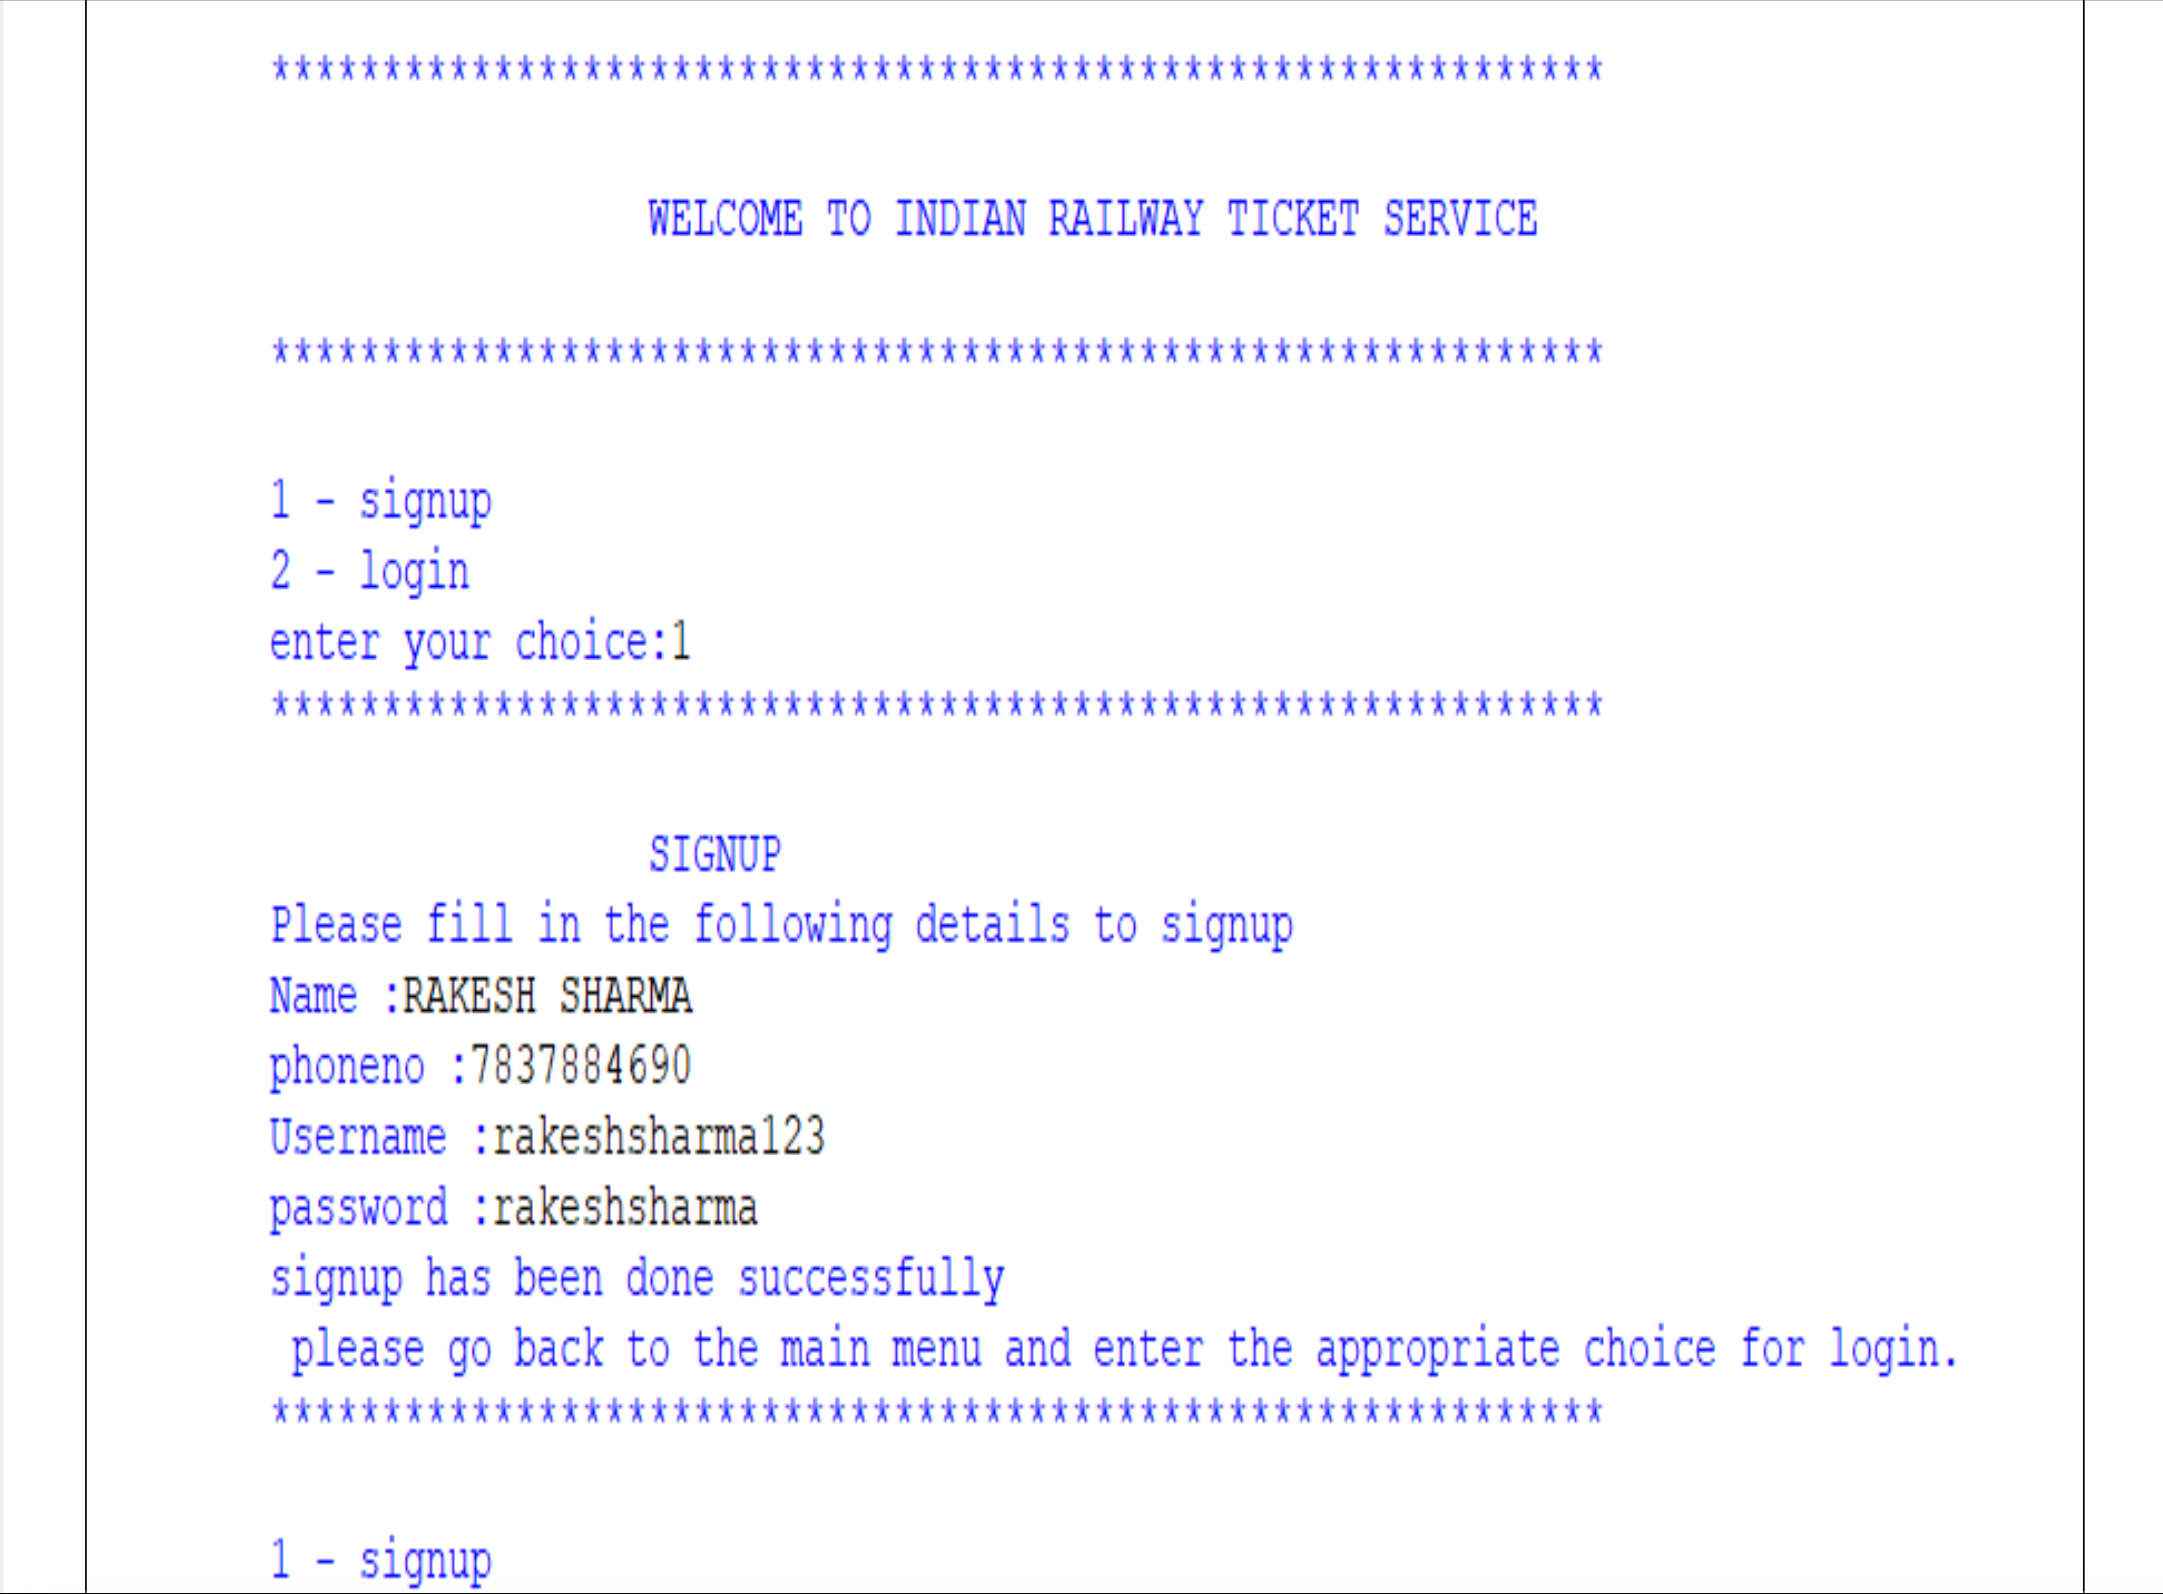 ************************************************************
WELCOME TO INDIAN RAILWAY TICKET SERVICE
************************************************************
1 - signup
2 - login
enter your choice:1
************************************************************
SIGNUP
Please fill in the following details to signup
Name :RAKESH SHARMA
phoneno :7837884690
Username :rakeshsharma123
password :rakeshsharma
signup has been done successfully
please go back to the main menu and enter the appropriate choice for login.
************************************************************
1 - signup